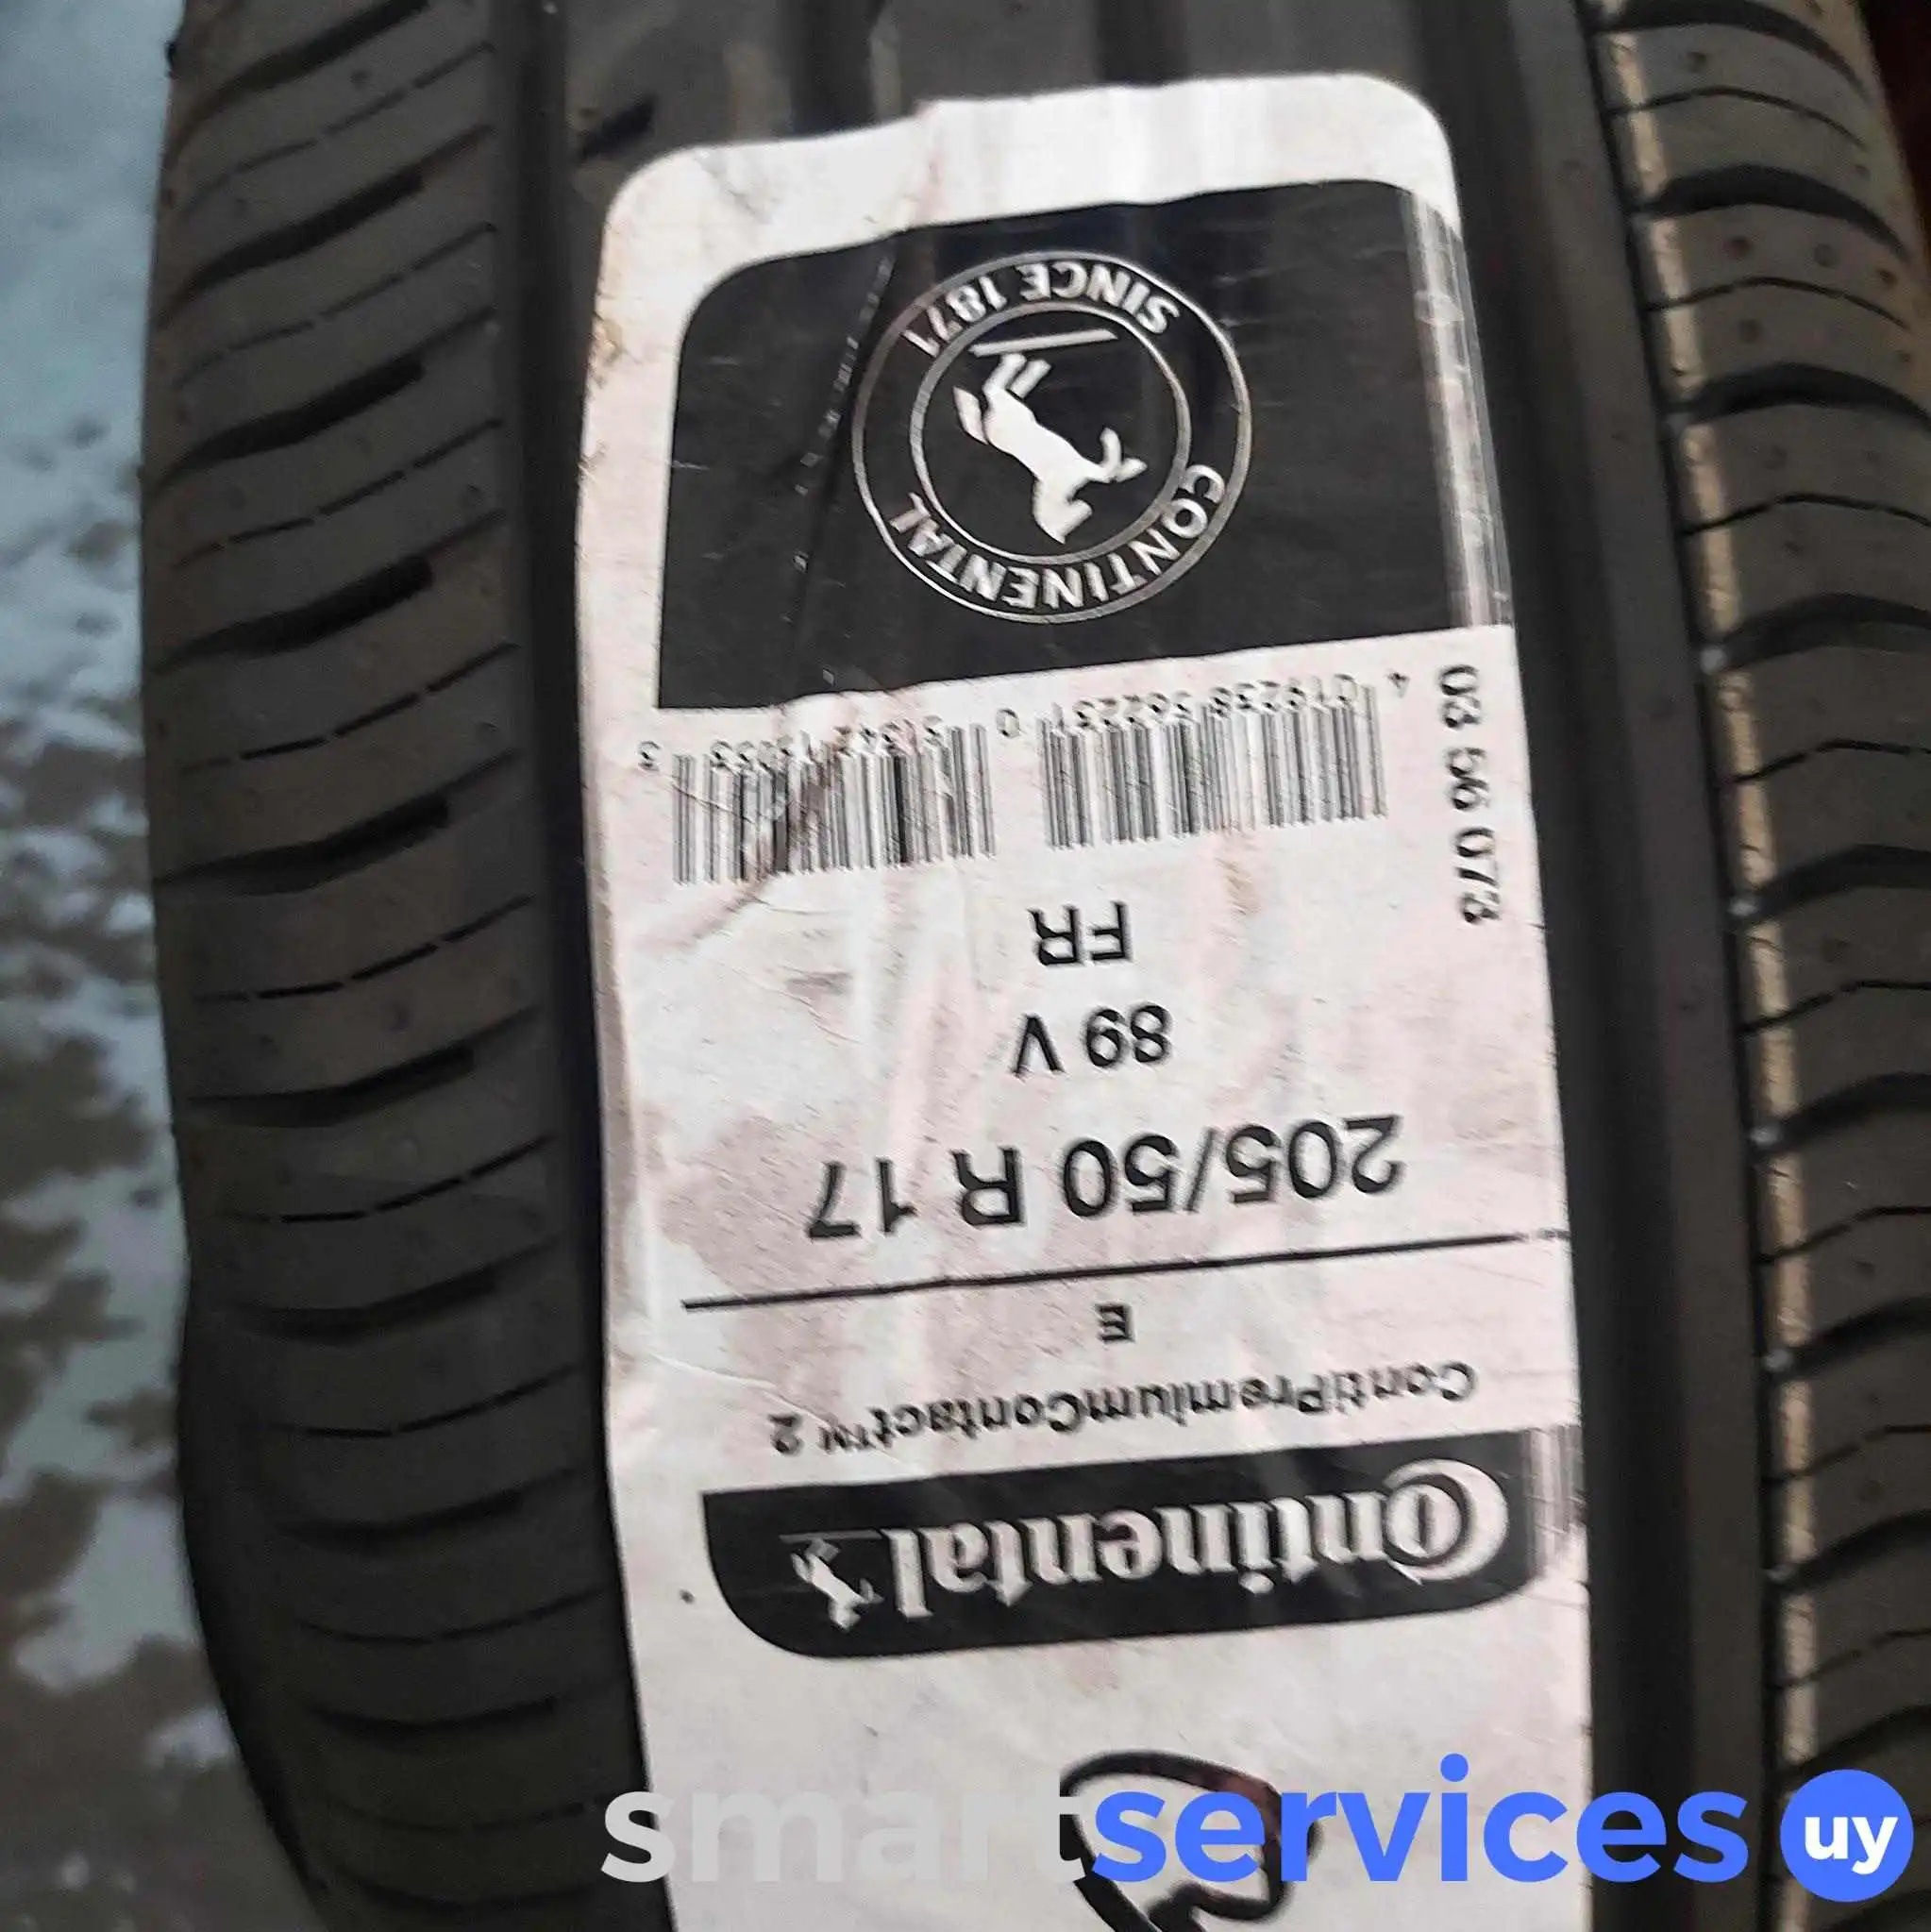 Continental
ContiPremiumContact™ 2
E
205/50 R 17
89 V
FR
03 56 073
CONTINENTAL
SINCE 1871
smartservices uy